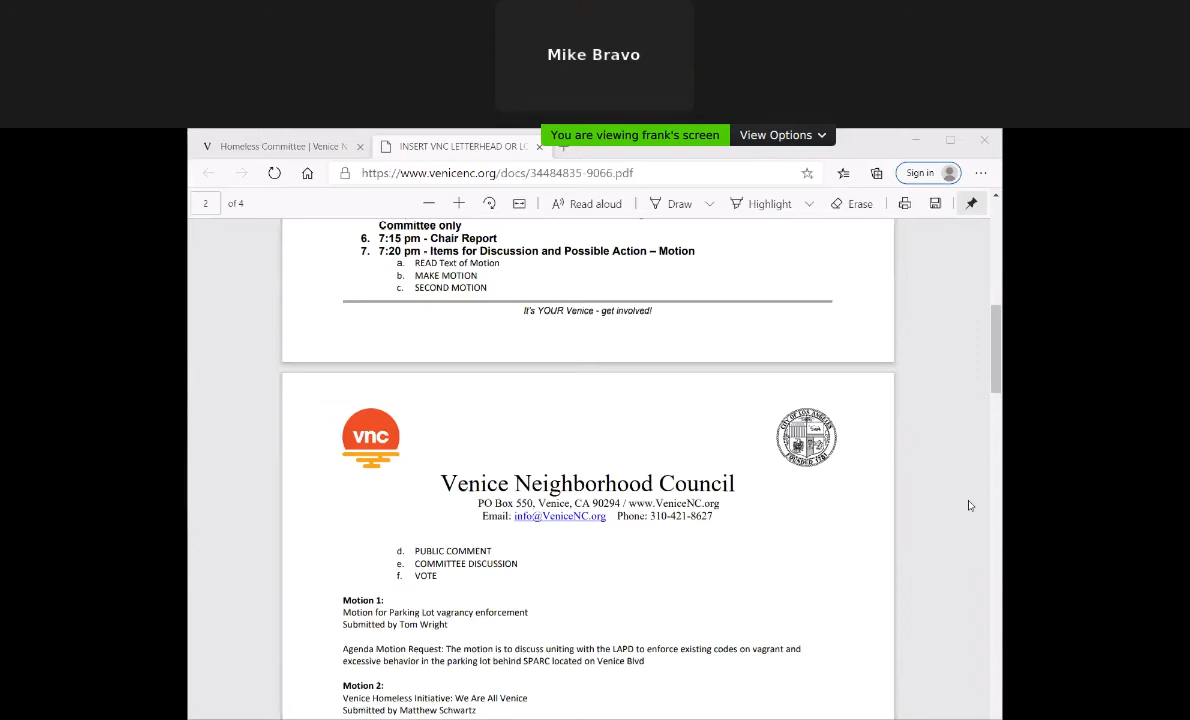 Mike Bravo
You are viewing frank's screen View Options
V Homeless Committee | Venice N INSERT VNC LETTERHEAD OR LO
https://www.venicenc.org/docs/34484835-9066.pdf Sign in
2 of 4 Read aloud Draw Highlight Erase
Committee only
6. 7:15 pm - Chair Report
7. 7:20 pm - Items for Discussion and Possible Action – Motion
a. READ Text of Motion
b. MAKE MOTION
c. SECOND MOTION
It's YOUR Venice - get involved!
vnc
CITY OF LOS ANGELES FOUNDED 1781
Venice Neighborhood Council
PO Box 550, Venice, CA 90294 / www.VeniceNC.org
Email: info@VeniceNC.org Phone: 310-421-8627
d. PUBLIC COMMENT
e. COMMITTEE DISCUSSION
f. VOTE
Motion 1:
Motion for Parking Lot vagrancy enforcement
Submitted by Tom Wright
Agenda Motion Request: The motion is to discuss uniting with the LAPD to enforce existing codes on vagrant and
excessive behavior in the parking lot behind SPARC located on Venice Blvd
Motion 2:
Venice Homeless Initiative: We Are All Venice
Submitted by Matthew Schwartz